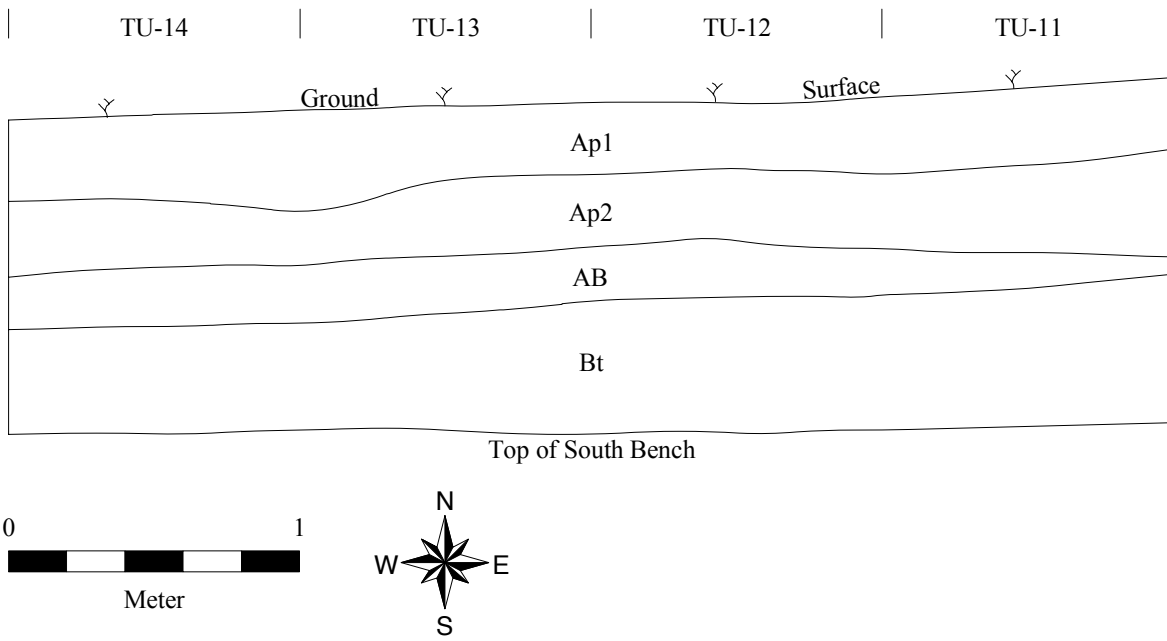 TU-14 TU-13 TU-12 TU-11
Ground Surface
Ap1
Ap2
AB
Bt
Top of South Bench
0 1
Meter
N
W E
S